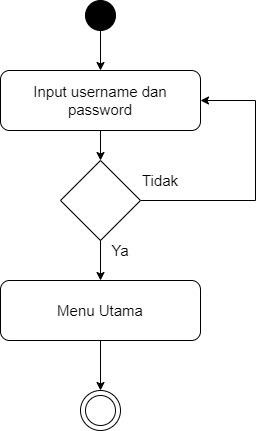 Input username dan
password
Tidak
Ya
Menu Utama